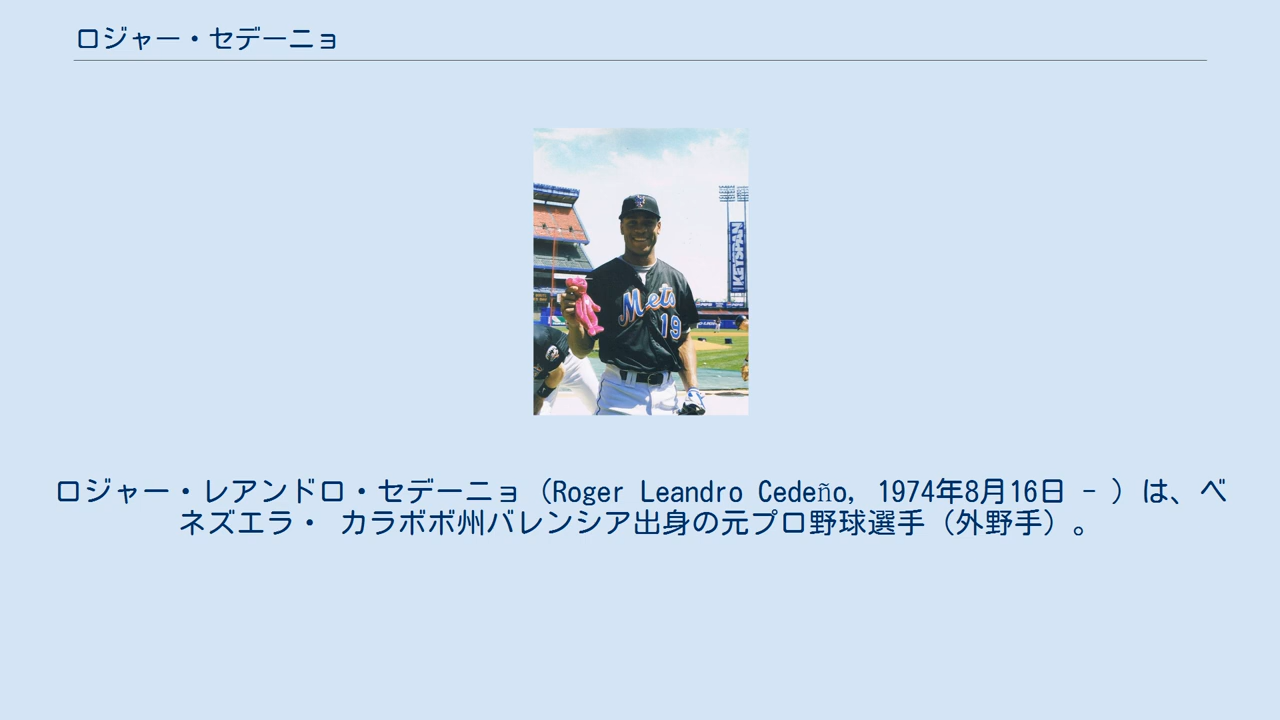 ロジャー・セデーニョ
KEYSPAN
Mets
19
ロジャー・レアンドロ・セデーニョ（Roger Leandro Cedeño, 1974年8月16日 - ）は、ベ
ネズエラ・ カラボボ州バレンシア出身の元プロ野球選手（外野手）。